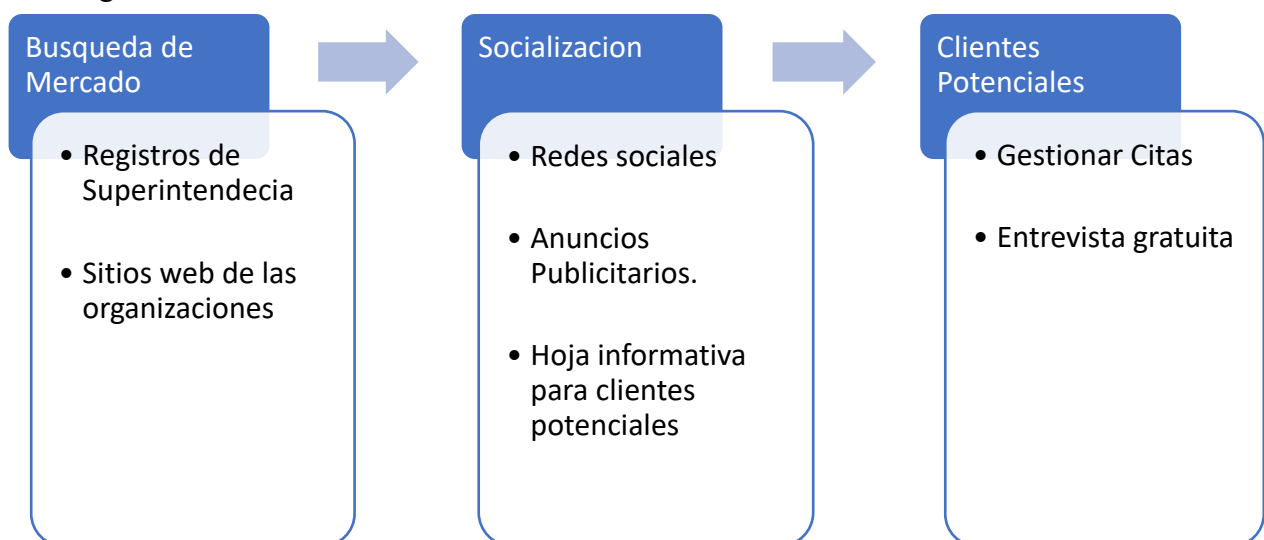 Busqueda de
Mercado
• Registros de
Superintendecia
• Sitios web de las
organizaciones
Socializacion
• Redes sociales
• Anuncios
Publicitarios.
• Hoja informativa
para clientes
potenciales
Clientes
Potenciales
• Gestionar Citas
• Entrevista gratuita